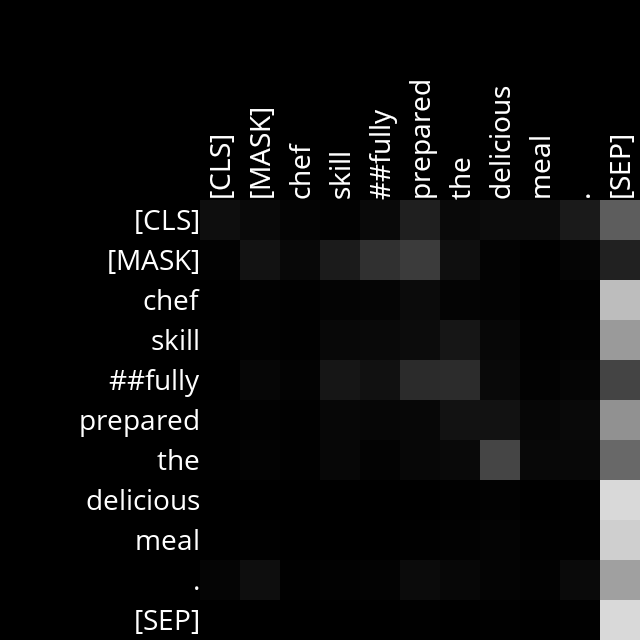 [CLS] [MASK] chef skill ##fully prepared the delicious meal . [SEP]
[CLS]
[MASK]
chef
skill
##fully
prepared
the
delicious
meal
.
[SEP]